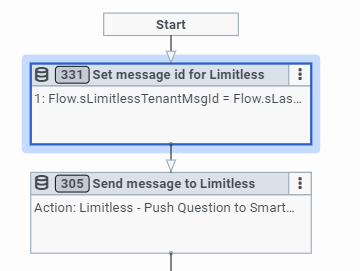 Start
331 Set message id for Limitless
1: Flow.sLimitlessTenantMsgId = Flow.sLas...
305 Send message to Limitless
Action: Limitless - Push Question to Smart...